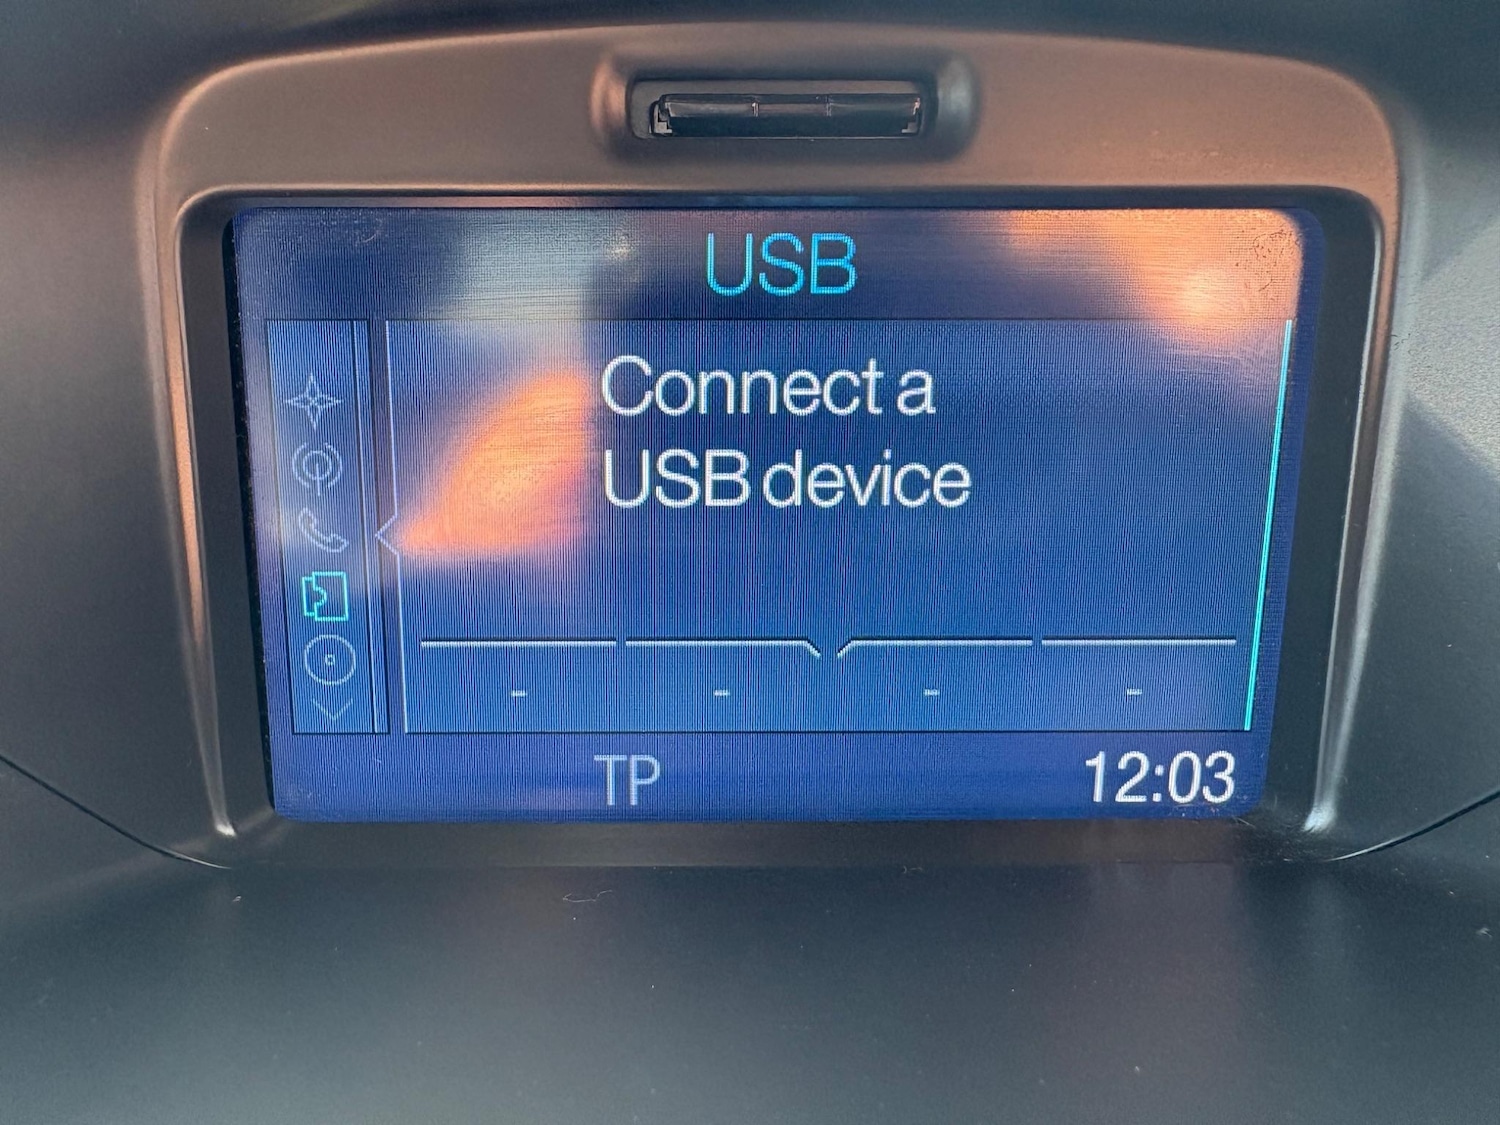 USB
Connect a
USB device
- - - -
TP 12:03